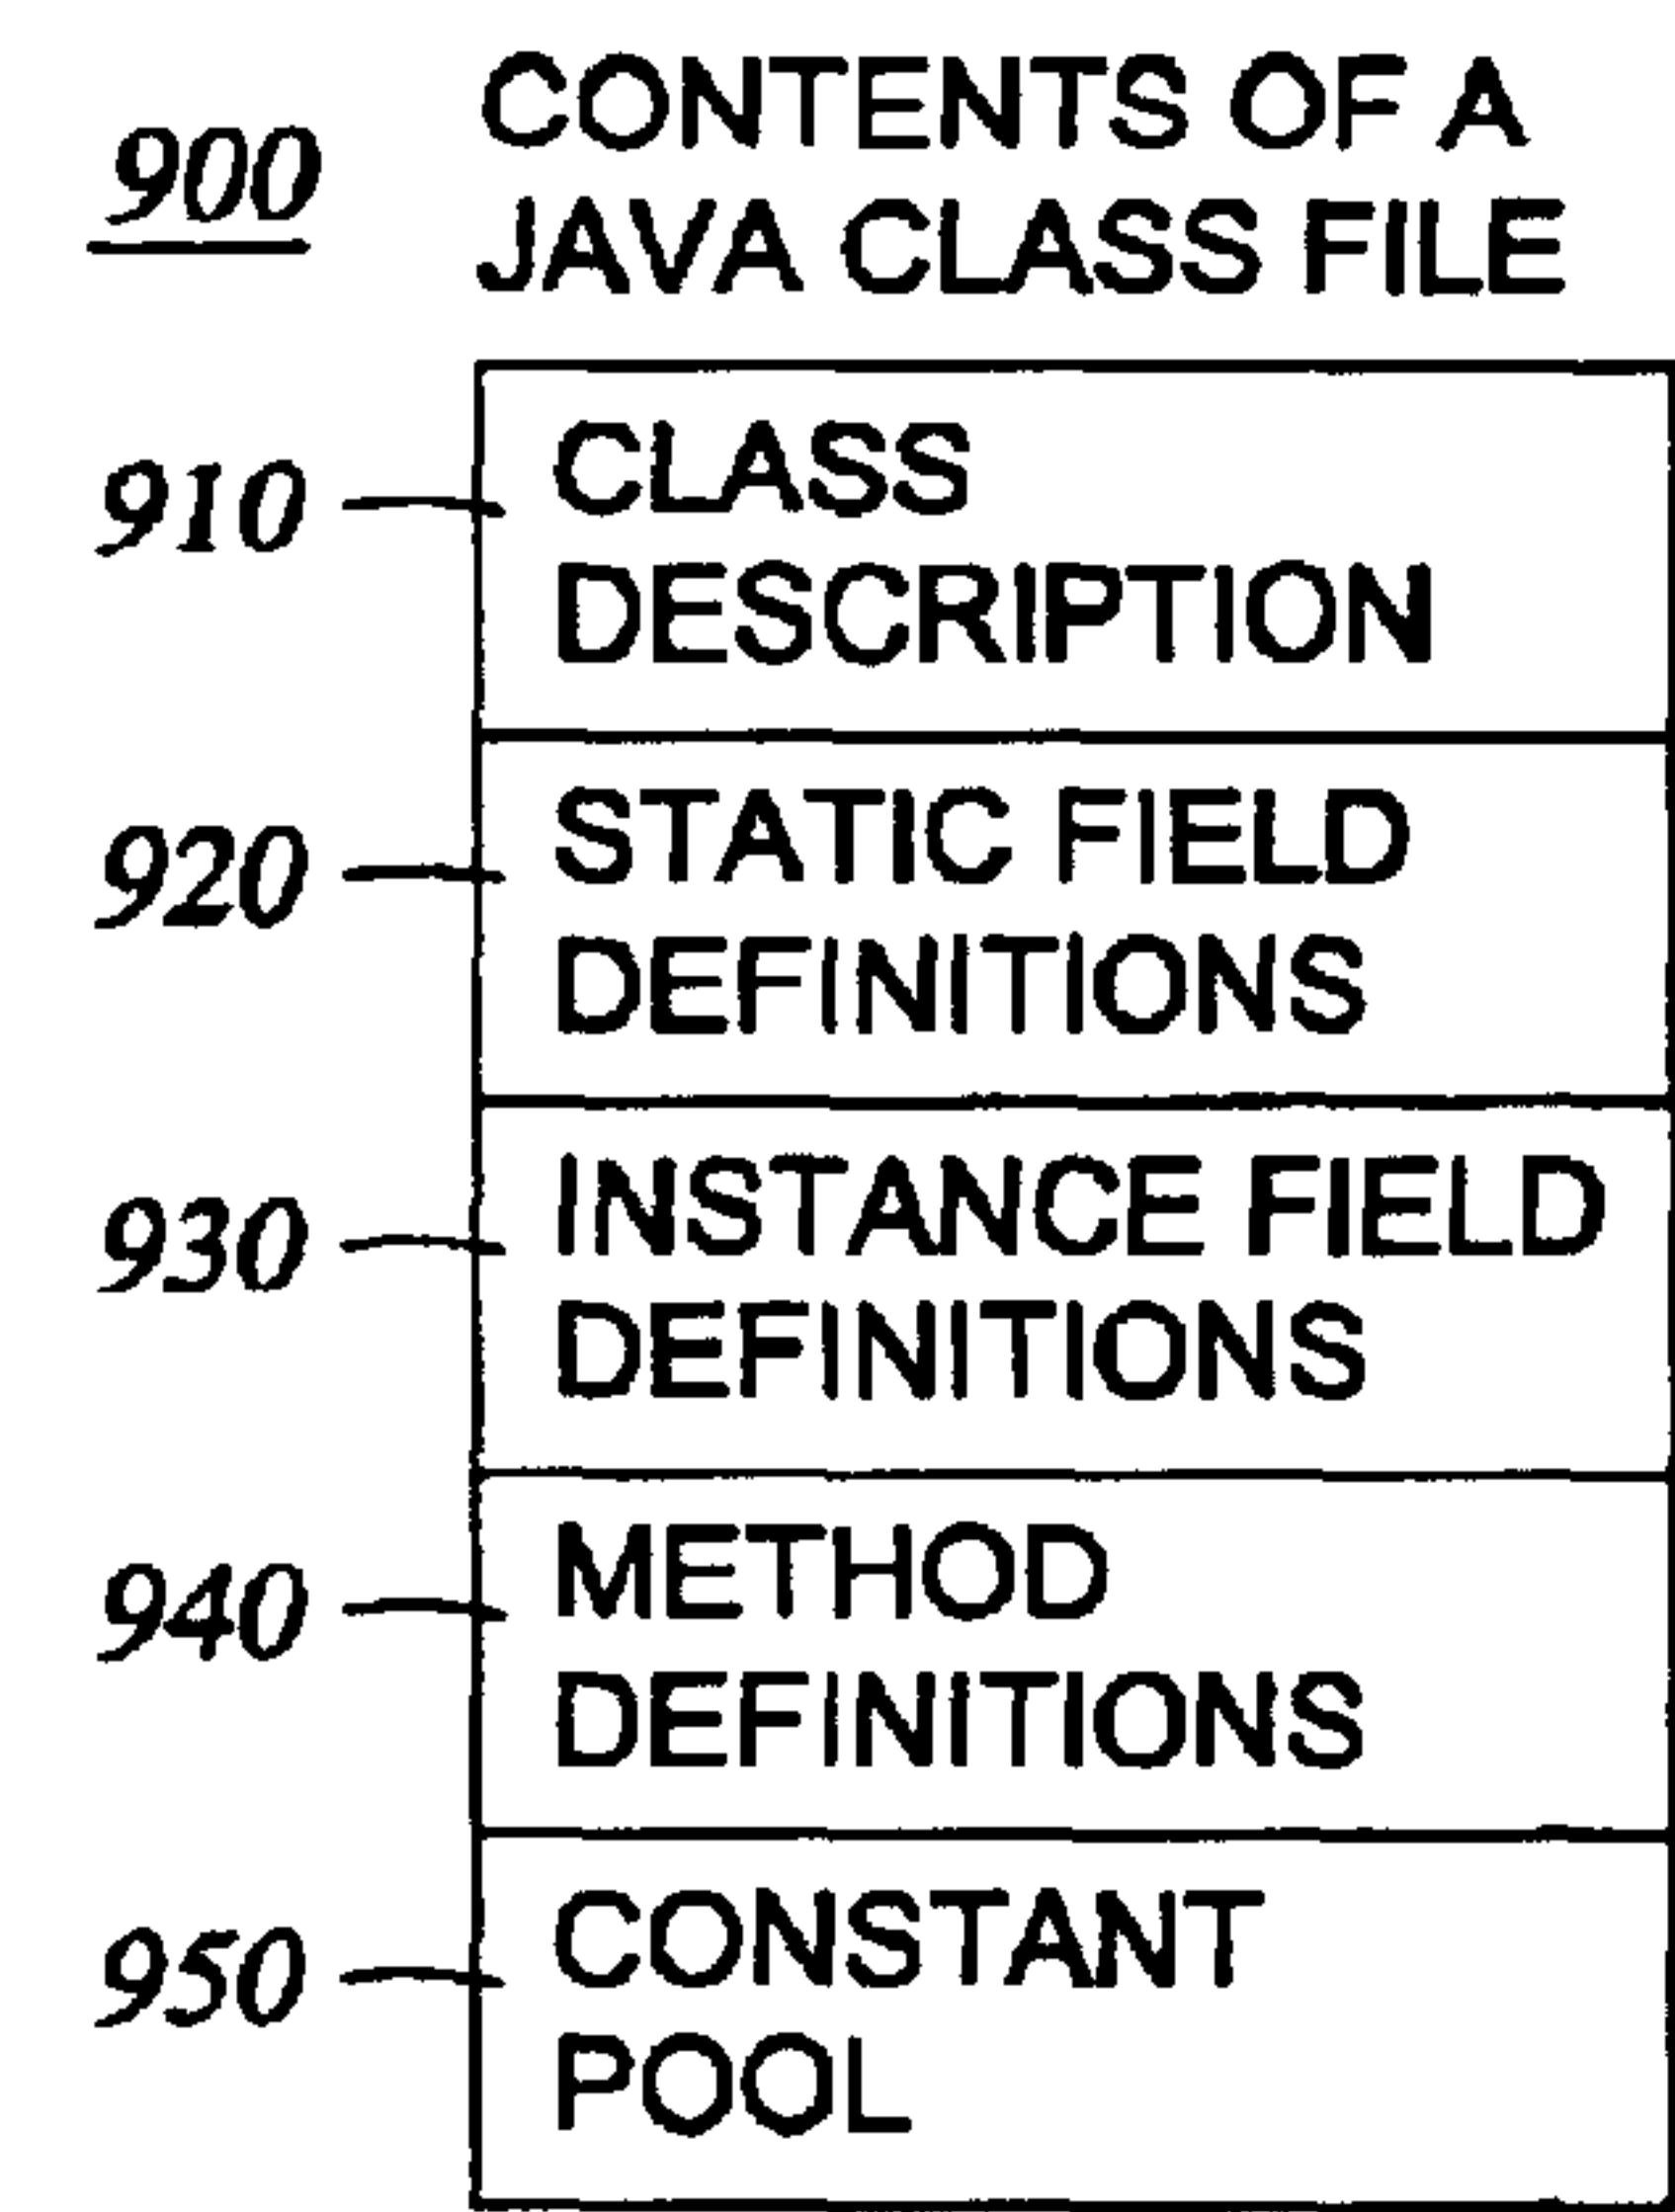 900
CONTENTS OF A
JAVA CLASS FILE
910
CLASS
DESCRIPTION
920
STATIC FIELD
DEFINITIONS
930
INSTANCE FIELD
DEFINITIONS
940
METHOD
DEFINITIONS
950
CONSTANT
POOL